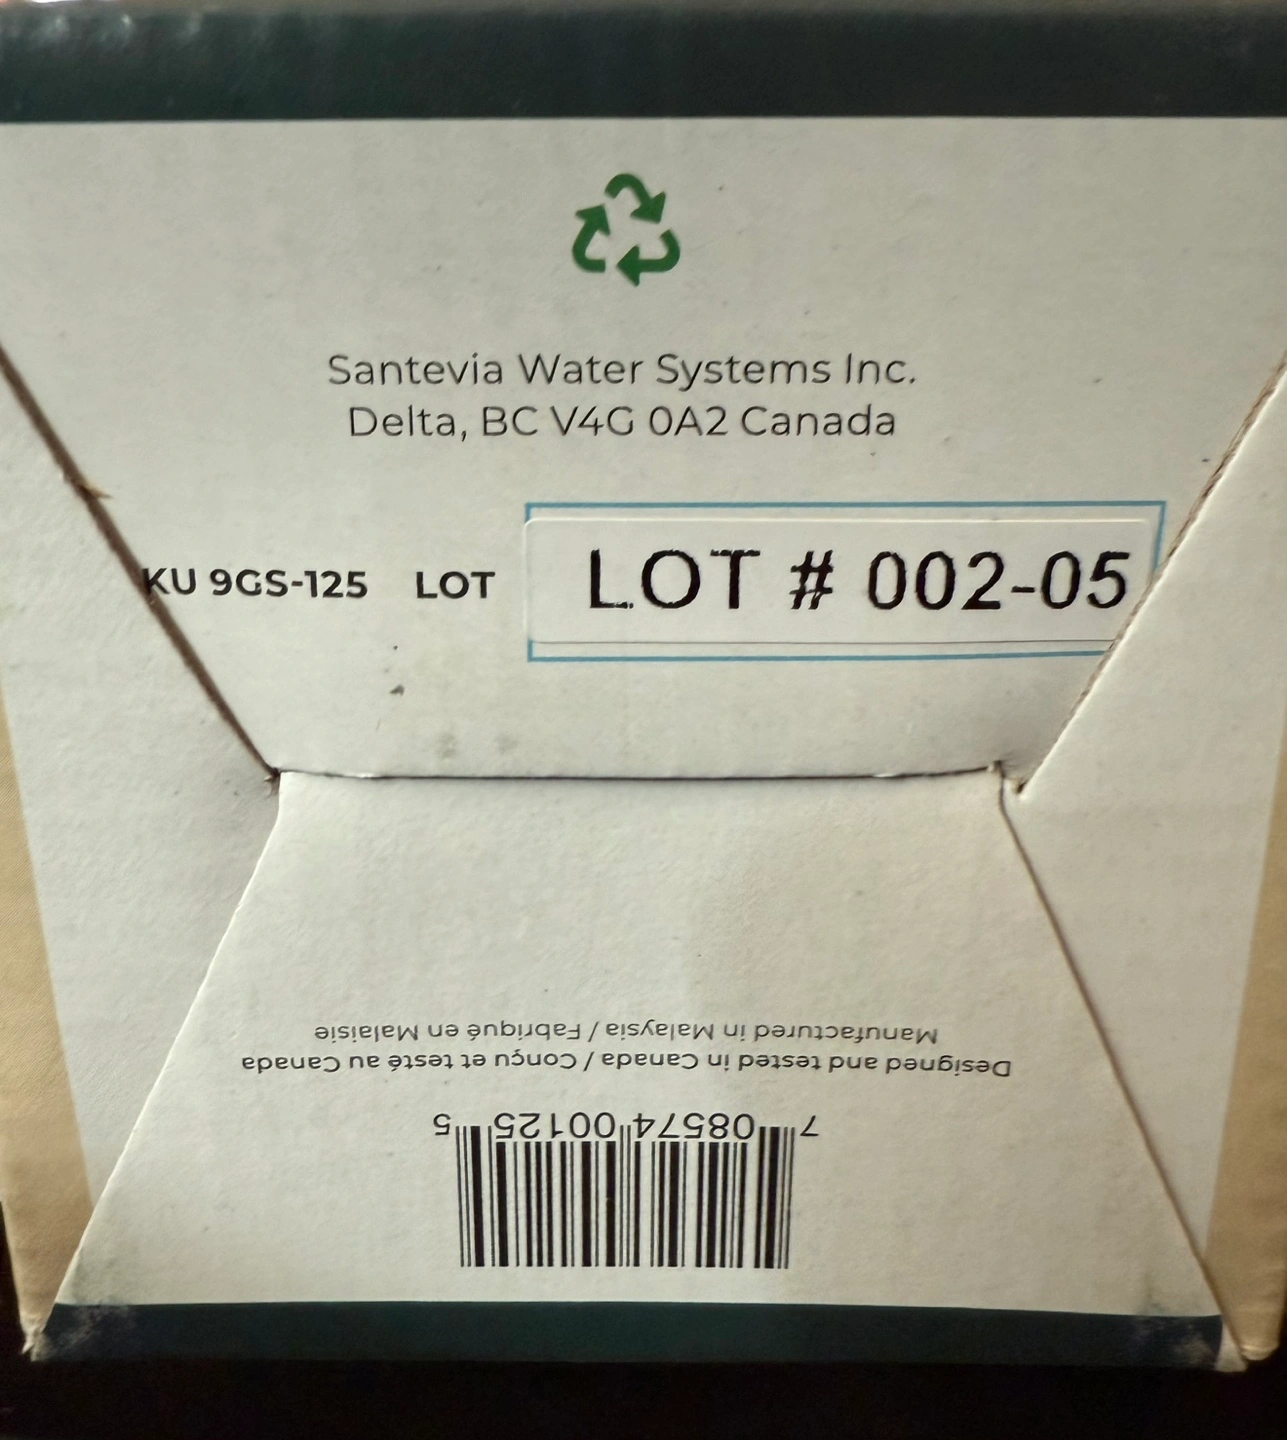 Santevia Water Systems Inc.
Delta, BC V4G 0A2 Canada
KU 9GS-125 LOT LOT # 002-05
7 08574 00125 5
Designed and tested in Canada / Conçu et testé au Canada
Manufactured in Malaysia / Fabriqué en Malaisie